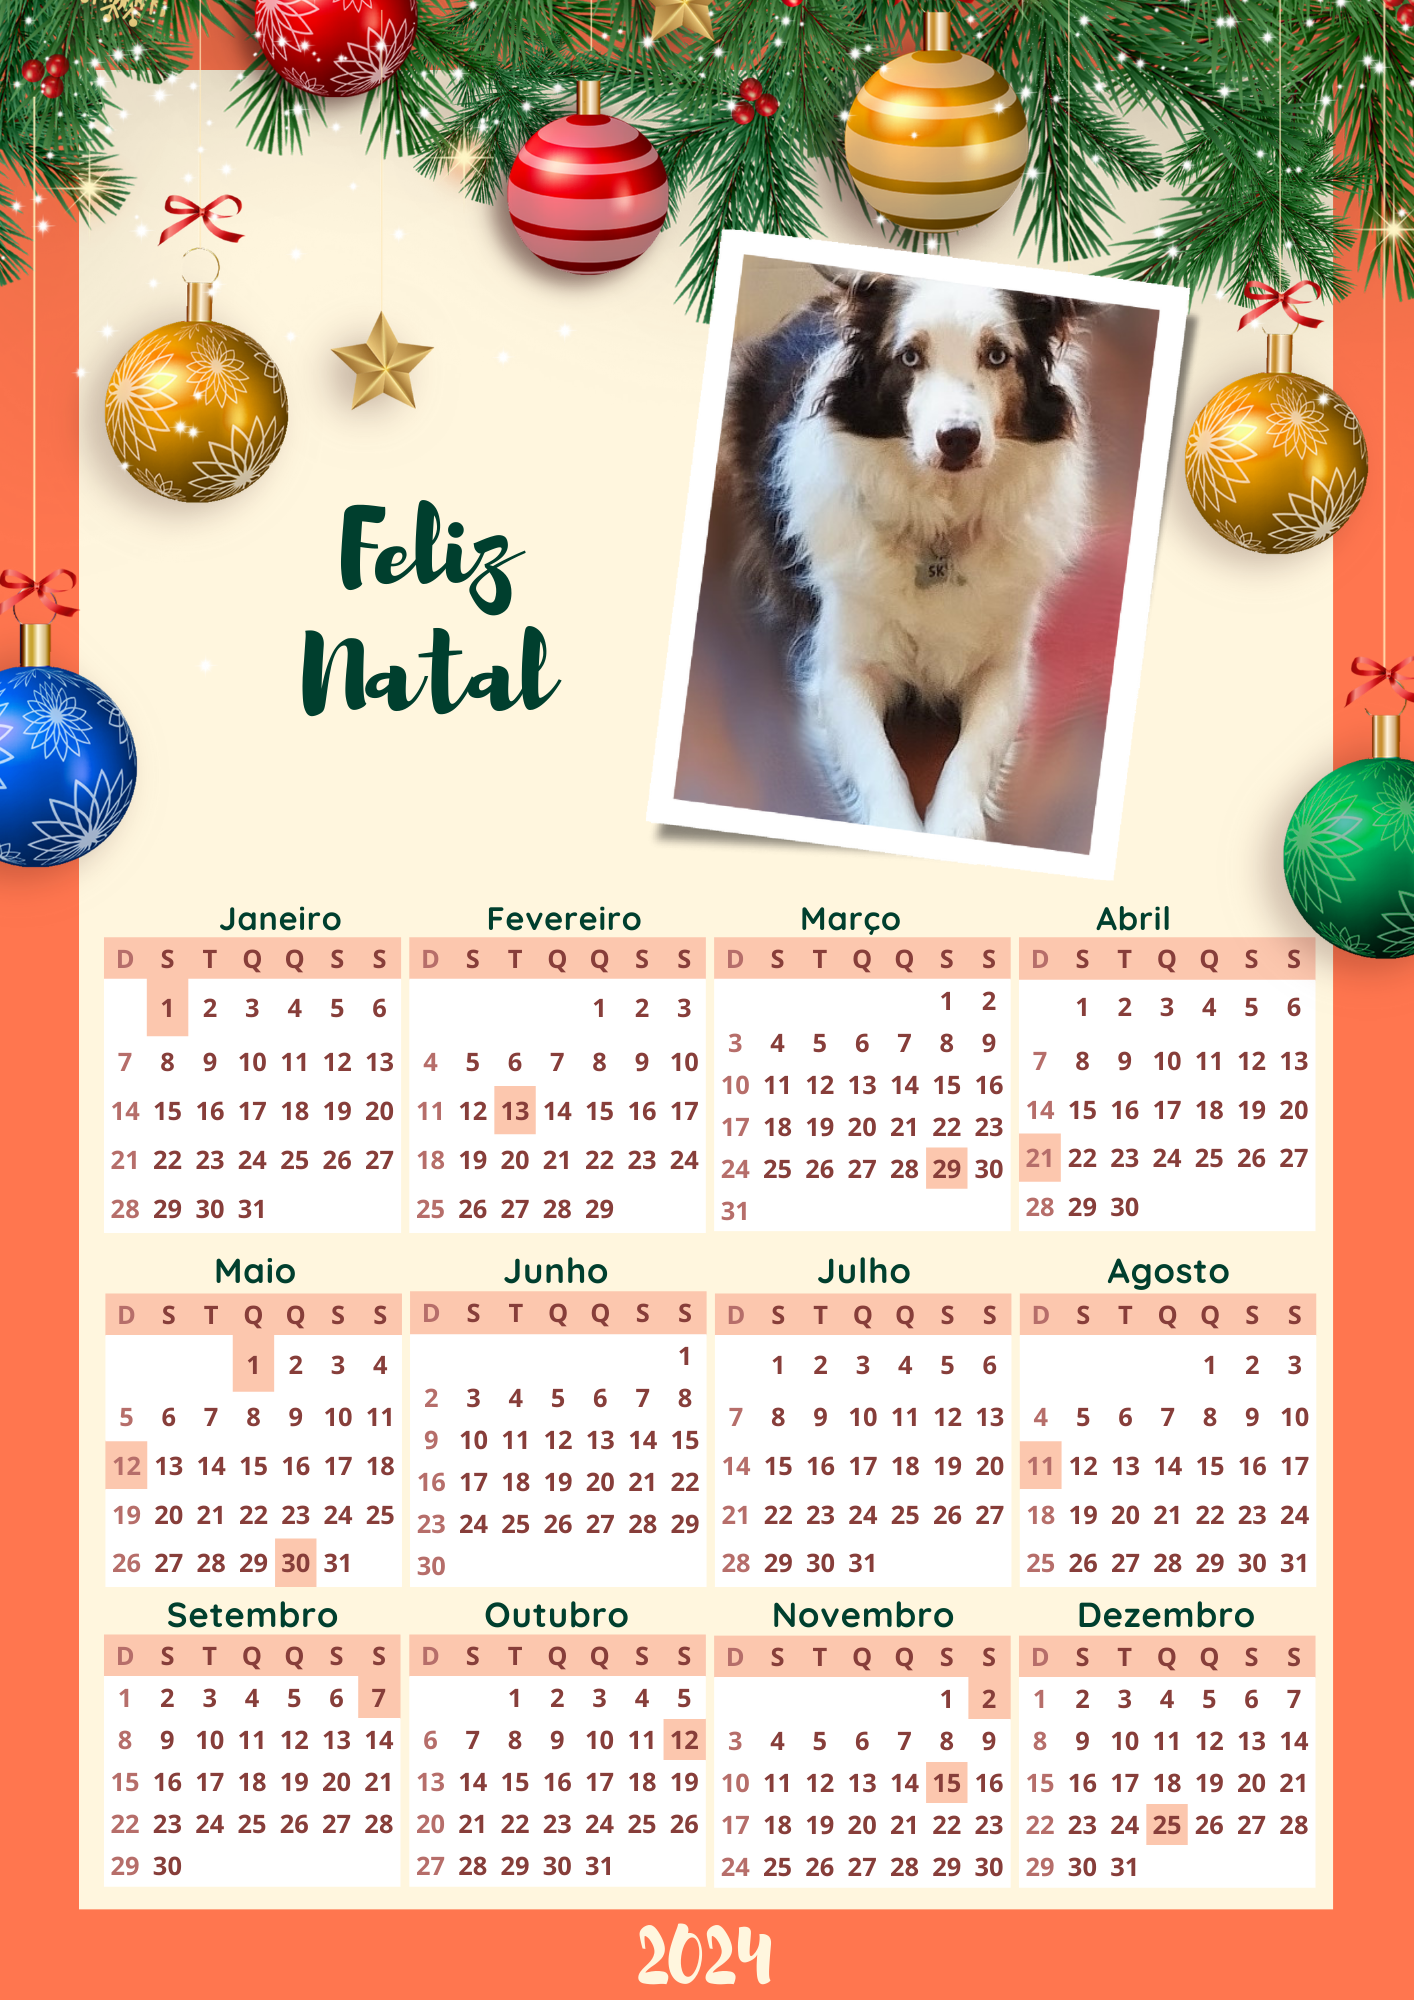 Feliz
Natal
Janeiro Fevereiro Março Abril
D S T Q Q S S D S T Q Q S S D S T Q Q S S D S T Q Q S S
1 2 3 4 5 6 1 2 3 1 2 1 2 3 4 5 6
7 8 9 10 11 12 13 4 5 6 7 8 9 10 3 4 5 6 7 8 9 7 8 9 10 11 12 13
14 15 16 17 18 19 20 11 12 13 14 15 16 17 10 11 12 13 14 15 16 14 15 16 17 18 19 20
21 22 23 24 25 26 27 18 19 20 21 22 23 24 17 18 19 20 21 22 23 21 22 23 24 25 26 27
28 29 30 31 25 26 27 28 29 24 25 26 27 28 29 30 28 29 30
31
Maio Junho Julho Agosto
D S T Q Q S S D S T Q Q S S D S T Q Q S S D S T Q Q S S
1 2 3 4 1 1 2 3 4 5 6 1 2 3
5 6 7 8 9 10 11 2 3 4 5 6 7 8 7 8 9 10 11 12 13 4 5 6 7 8 9 10
12 13 14 15 16 17 18 9 10 11 12 13 14 15 14 15 16 17 18 19 20 11 12 13 14 15 16 17
19 20 21 22 23 24 25 16 17 18 19 20 21 22 21 22 23 24 25 26 27 18 19 20 21 22 23 24
26 27 28 29 30 31 23 24 25 26 27 28 29 28 29 30 31 25 26 27 28 29 30 31
30
Setembro Outubro Novembro Dezembro
D S T Q Q S S D S T Q Q S S D S T Q Q S S D S T Q Q S S
1 2 3 4 5 6 7 1 2 3 4 5 1 2 1 2 3 4 5 6 7
8 9 10 11 12 13 14 6 7 8 9 10 11 12 3 4 5 6 7 8 9 8 9 10 11 12 13 14
15 16 17 18 19 20 21 13 14 15 16 17 18 19 10 11 12 13 14 15 16 15 16 17 18 19 20 21
22 23 24 25 26 27 28 20 21 22 23 24 25 26 17 18 19 20 21 22 23 22 23 24 25 26 27 28
29 30 27 28 29 30 31 24 25 26 27 28 29 30 29 30 31
2024